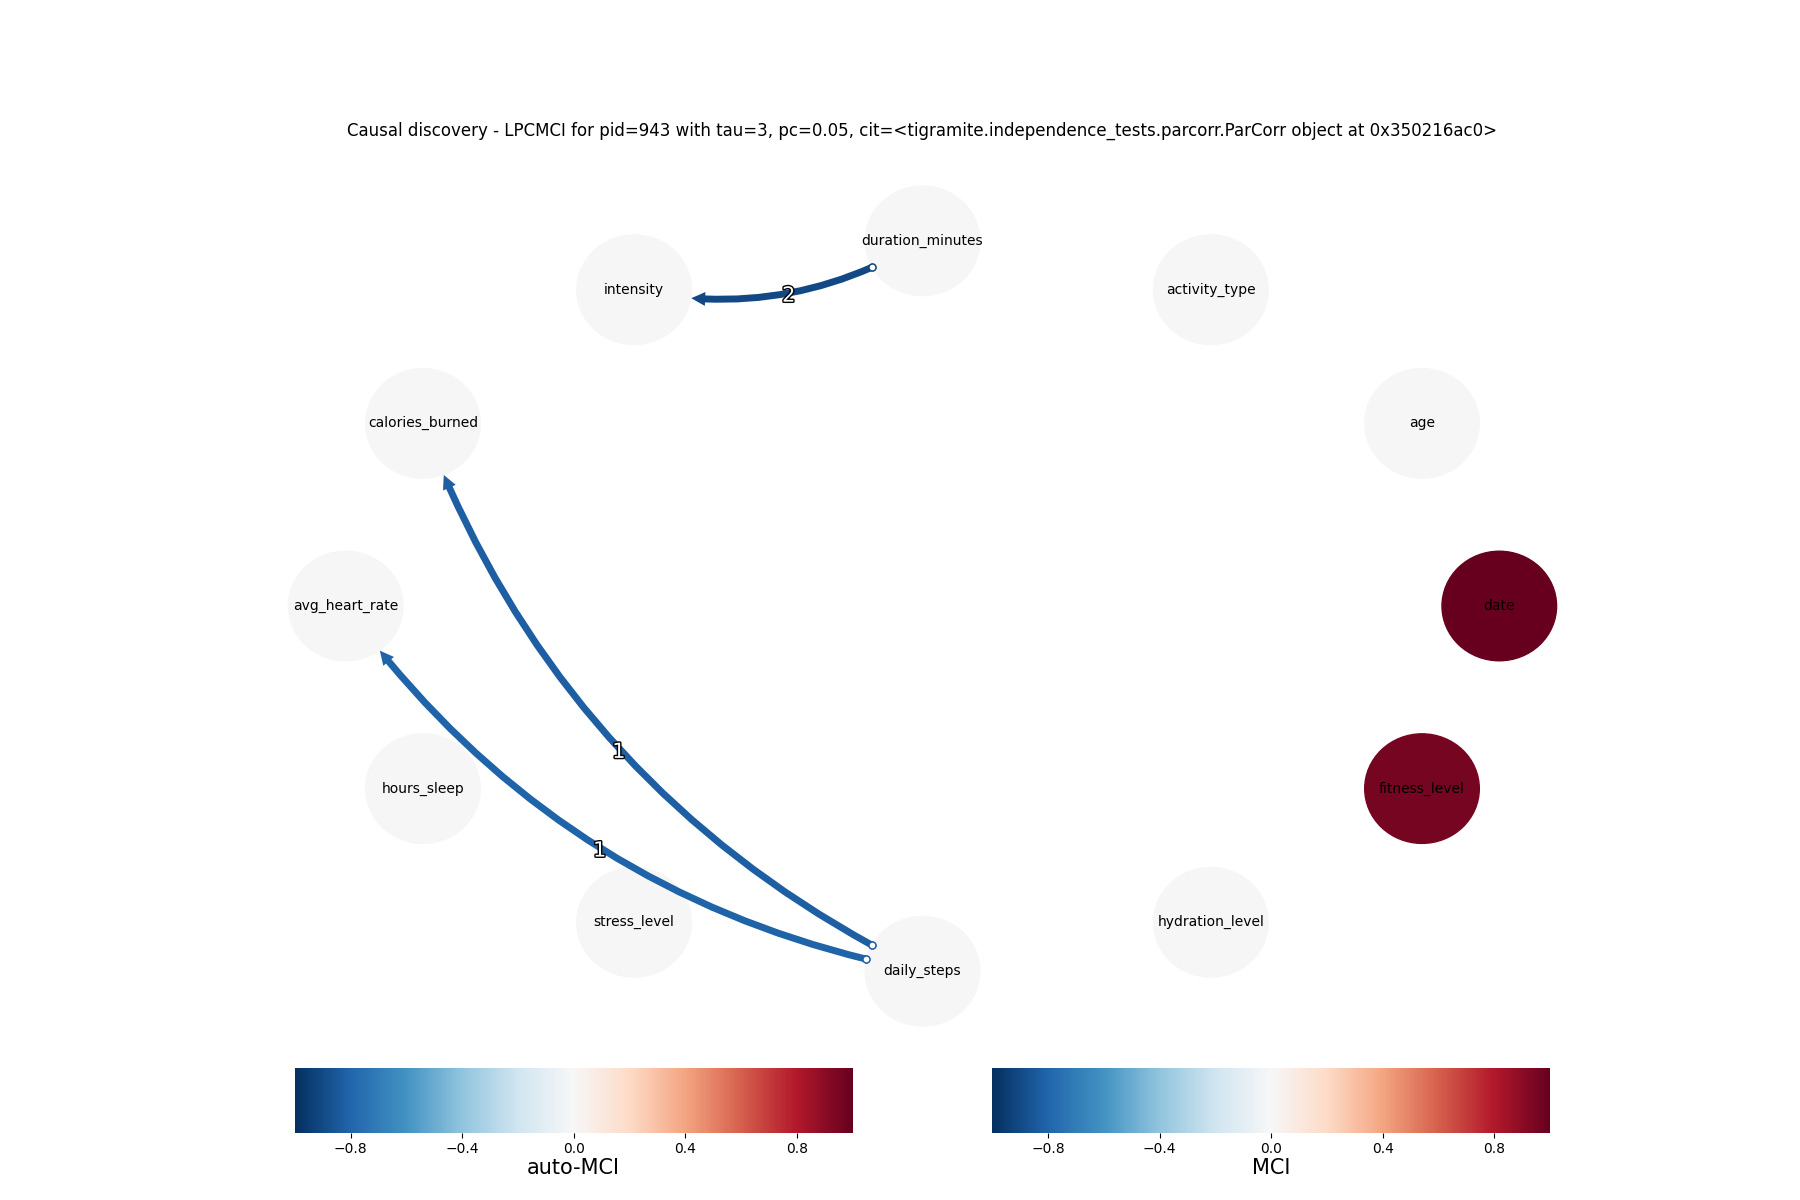 Causal discovery - LPCMCI for pid=943 with tau=3, pc=0.05, cit=<tigramite.independence_tests.parcorr.ParCorr object at 0x350216ac0>
duration_minutes
intensity
activity_type
2
calories_burned
age
avg_heart_rate
date
1
hours_sleep
fitness_level
1
stress_level
hydration_level
daily_steps
−0.8 −0.4 0.0 0.4 0.8
auto-MCI
−0.8 −0.4 0.0 0.4 0.8
MCI